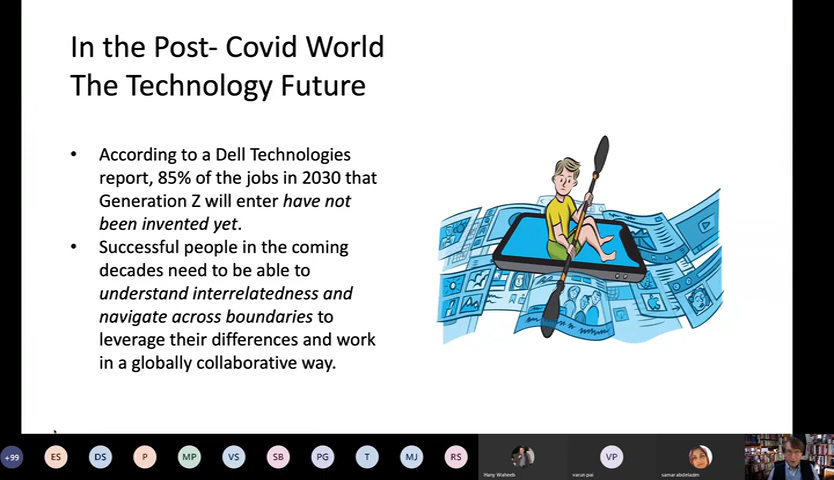 In the Post- Covid World
The Technology Future
• According to a Dell Technologies
report, 85% of the jobs in 2030 that
Generation Z will enter have not
been invented yet.
• Successful people in the coming
decades need to be able to
understand interrelatedness and
navigate across boundaries to
leverage their differences and work
in a globally collaborative way.
+99
ES
DS
P
MP
VS
SB
PG
T
MJ
RS
Hany Waheeb
VP
varun pai
samar abdelazim